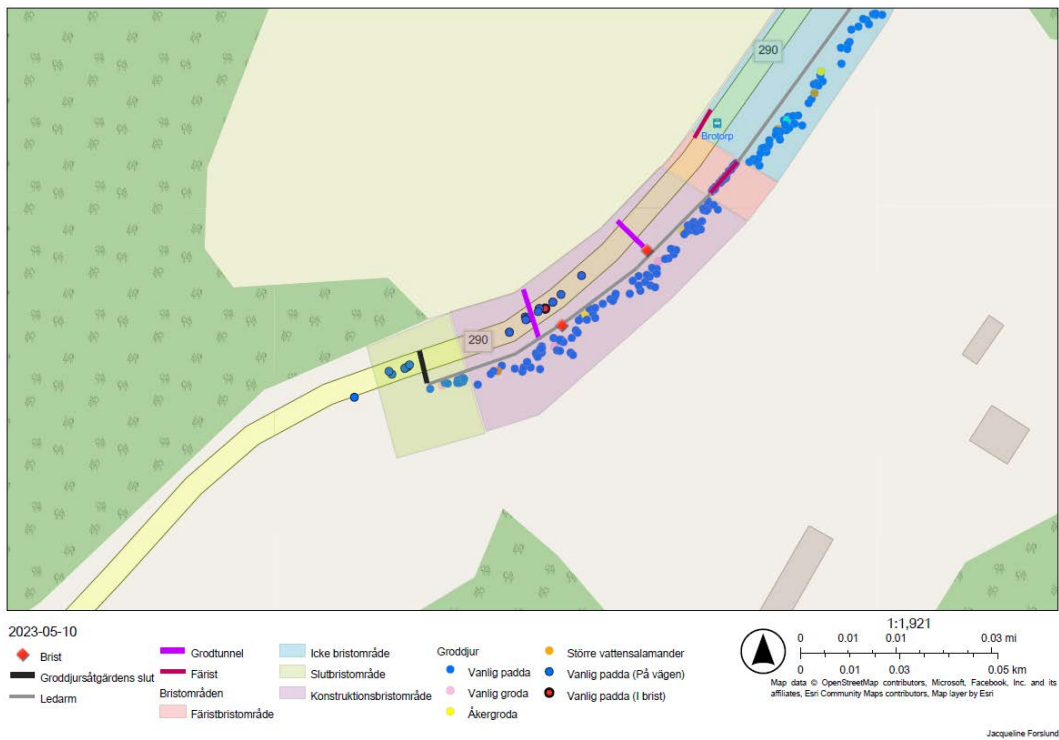 290
Brotorp
290
2023-05-10
Brist
Groddjursåtgärdens slut
Ledarm
Grodtunnel
Färist
Bristområden
Färistbristområde
Icke bristområde
Slutbristområde
Konstruktionsbristområde
Groddjur
Vanlig padda
Vanlig groda
Åkergroda
Större vattensalamander
Vanlig padda (På vägen)
Vanlig padda (I brist)
1:1,921
0 0.01 0.01 0.03 mi
0 0.01 0.03 0.05 km
Map data © OpenStreetMap contributors, Microsoft, Facebook, Inc. and its
affiliates, Esri Community Maps contributors, Map layer by Esri
Jacqueline Forslund